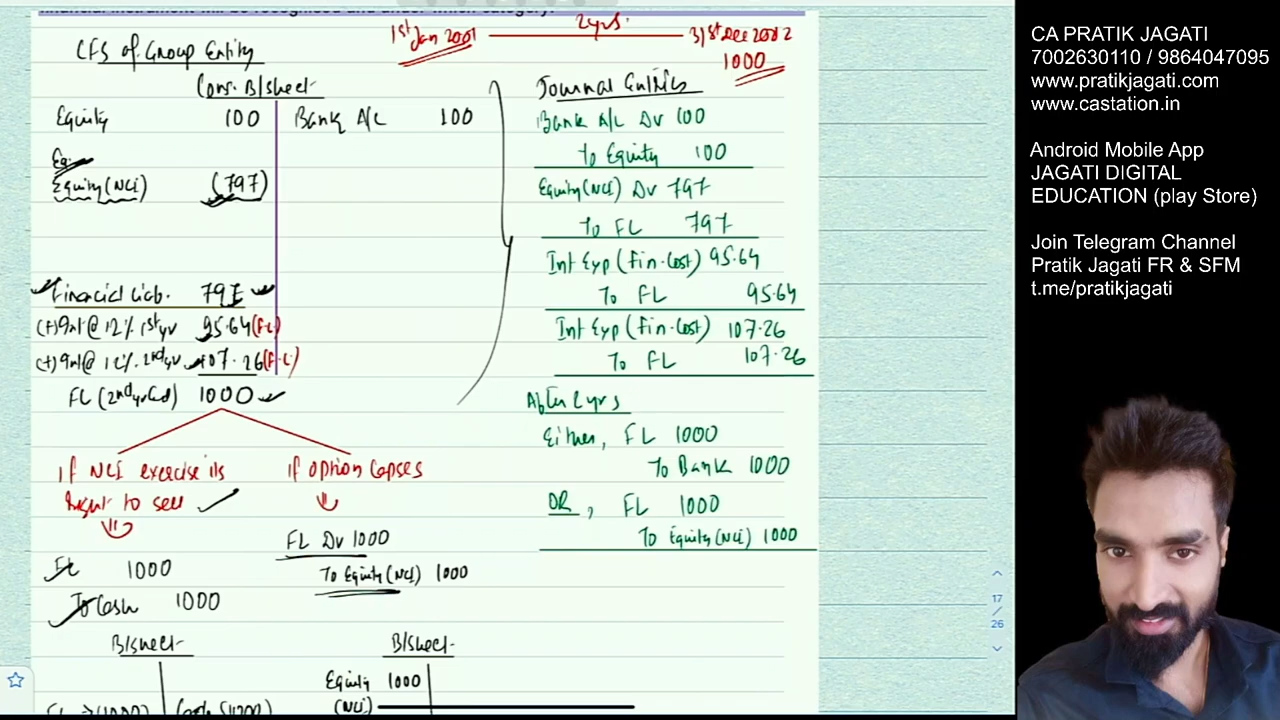 CFS of Group Entity
1st Jan 2001 2yrs. 31st Dec 2002
1000
Cons. B/sheet
Equity 100 Bank A/c 100
Eq.
Equity (NCI) (797)
Financial Liab. 797
(+) Int @ 12% 1st yr 95.64 (F.C)
(+) Int @ 12% 2nd yr 107.26 (F.C)
FL (2nd yr End) 1000
if NCI exercise its
Right to sell
FL 1000
To Cash 1000
if option lapses
FL Dr 1000
To Equity (NCI) 1000
B/sheet
B/sheet
Equity 1000
(NCI)
Journal Entries
Bank A/c Dr 100
To Equity 100
Equity (NCI) Dr 797
To FL 797
Int Exp (Fin. Cost) 95.64
To FL 95.64
Int Exp (Fin. Cost) 107.26
To FL 107.26
After 2 yrs
Either, FL 1000
To Bank 1000
OR, FL 1000
To Equity (NCI) 1000
17
/
26
CA PRATIK JAGATI
7002630110 / 9864047095
www.pratikjagati.com
www.castation.in
Android Mobile App
JAGATI DIGITAL
EDUCATION (play Store)
Join Telegram Channel
Pratik Jagati FR & SFM
t.me/pratikjagati